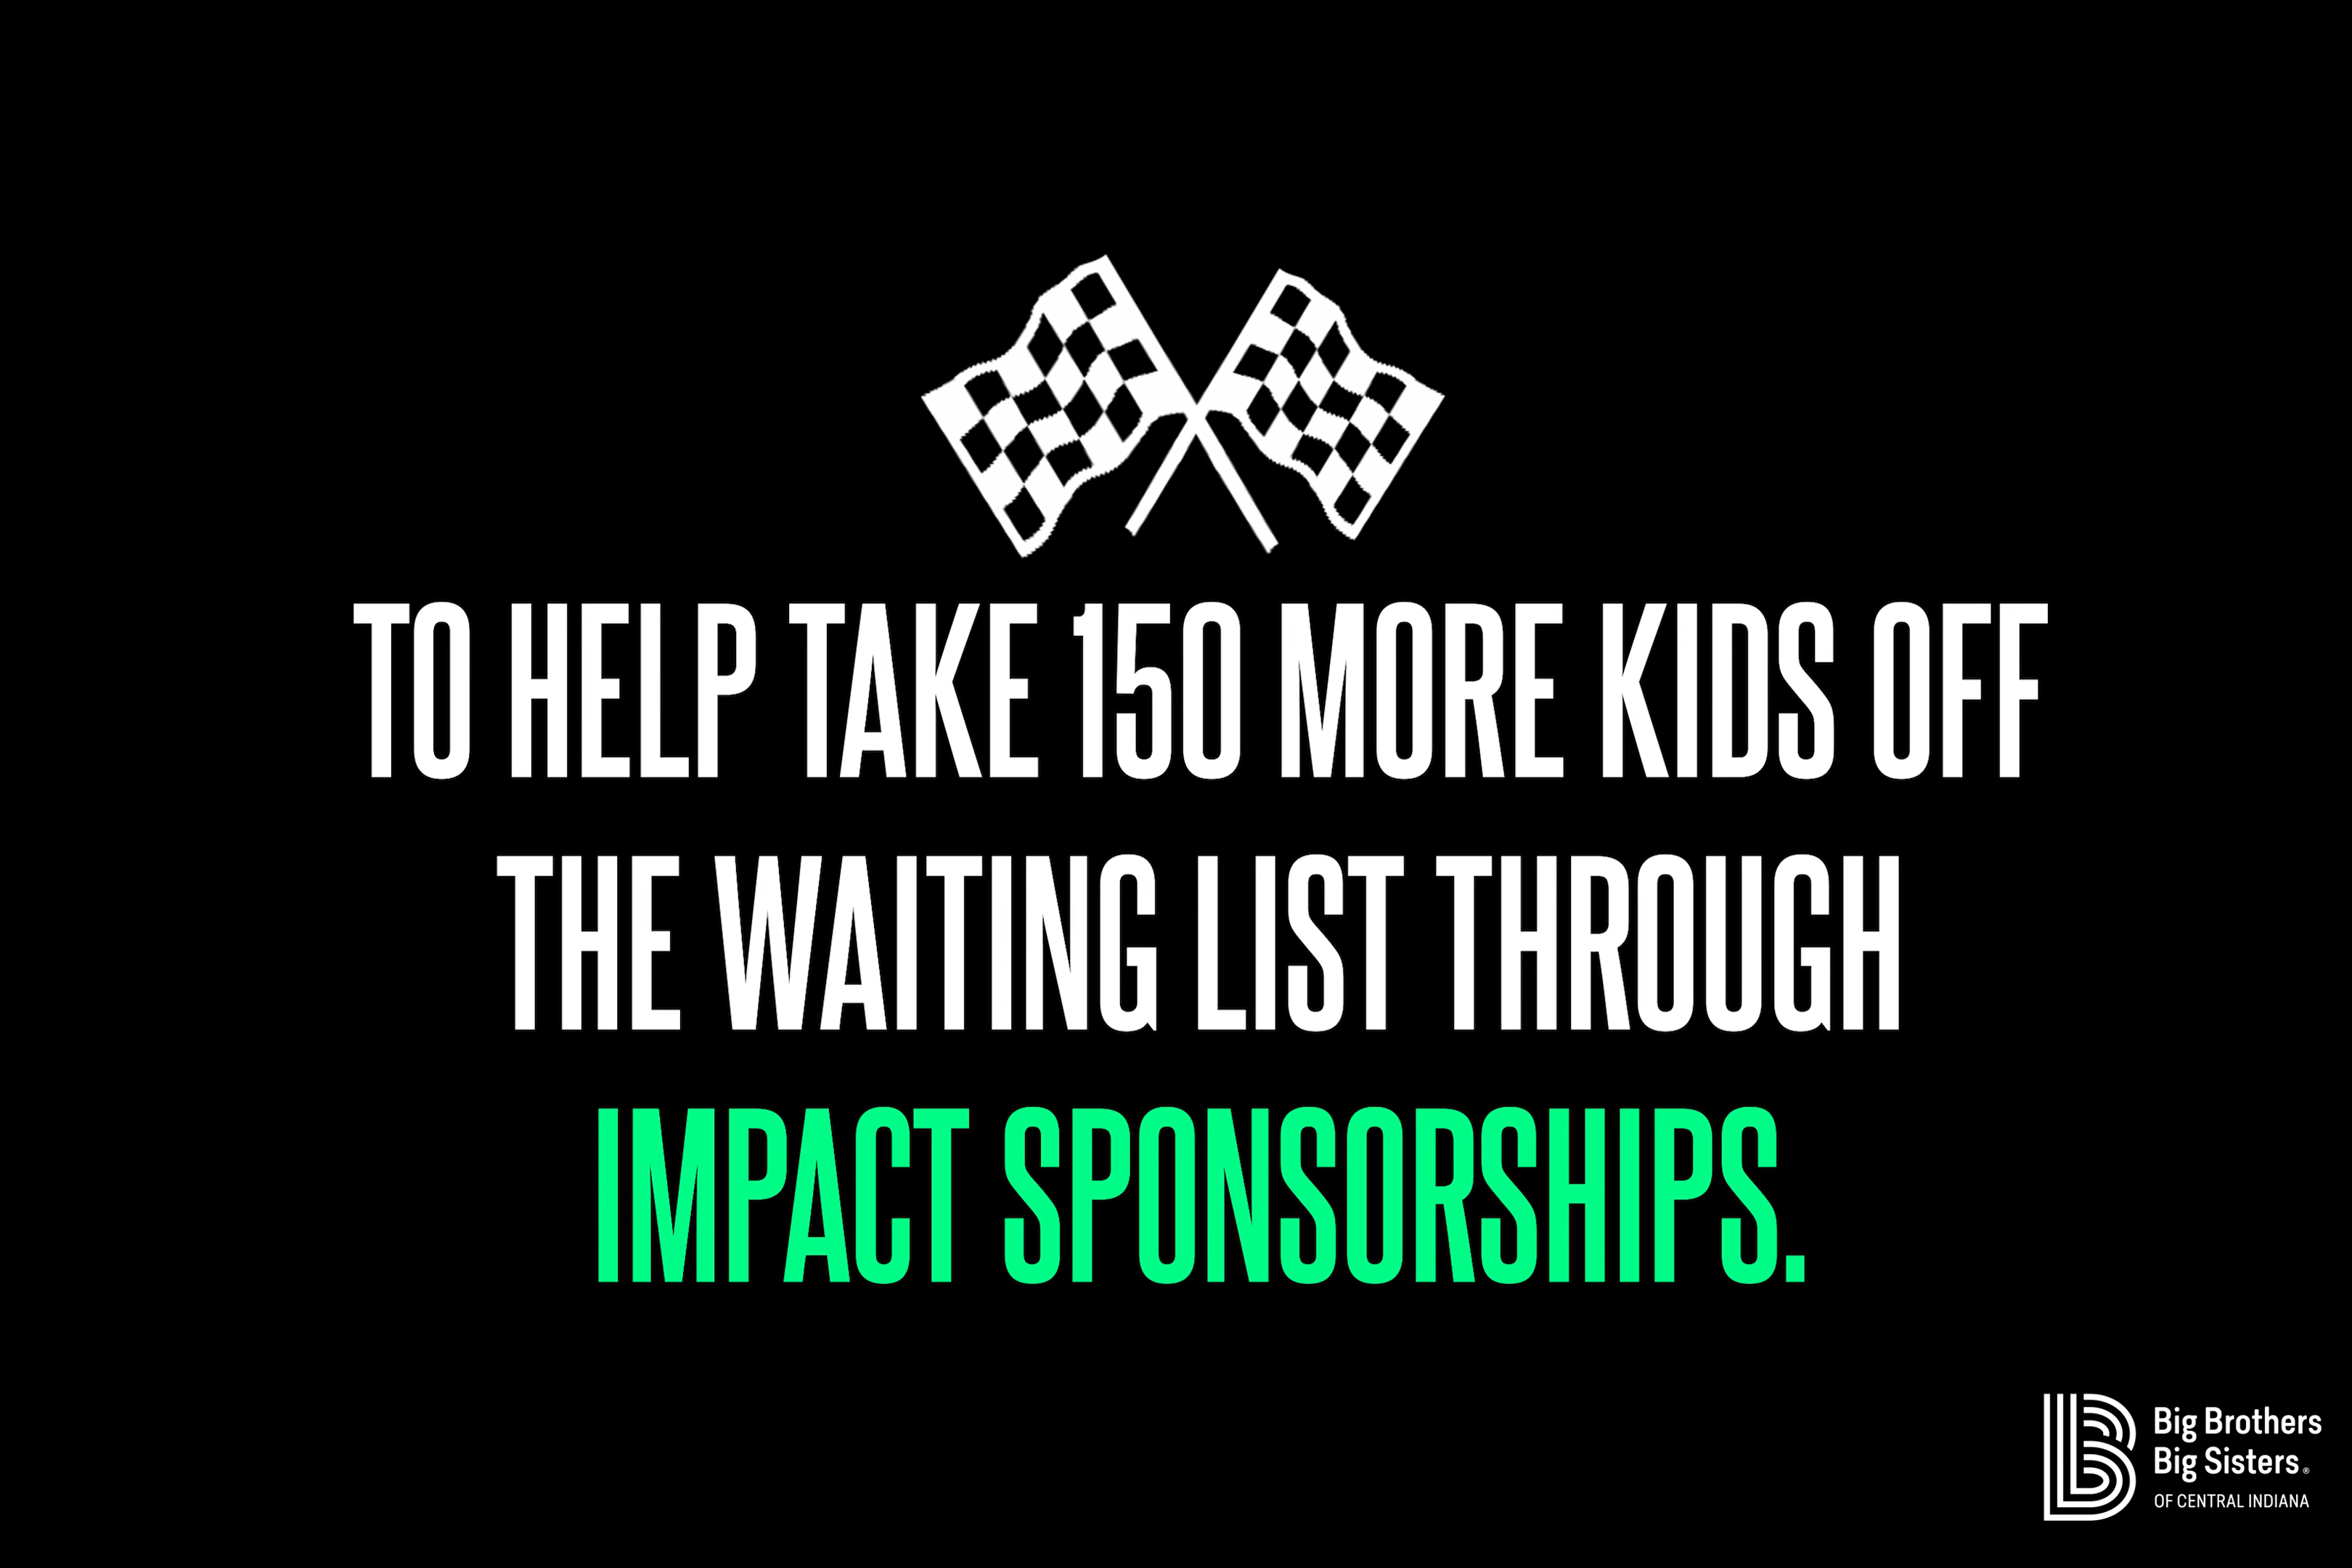 TO HELP TAKE 150 MORE KIDS OFF
THE WAITING LIST THROUGH
IMPACT SPONSORSHIPS.
Big Brothers
Big Sisters®
OF CENTRAL INDIANA